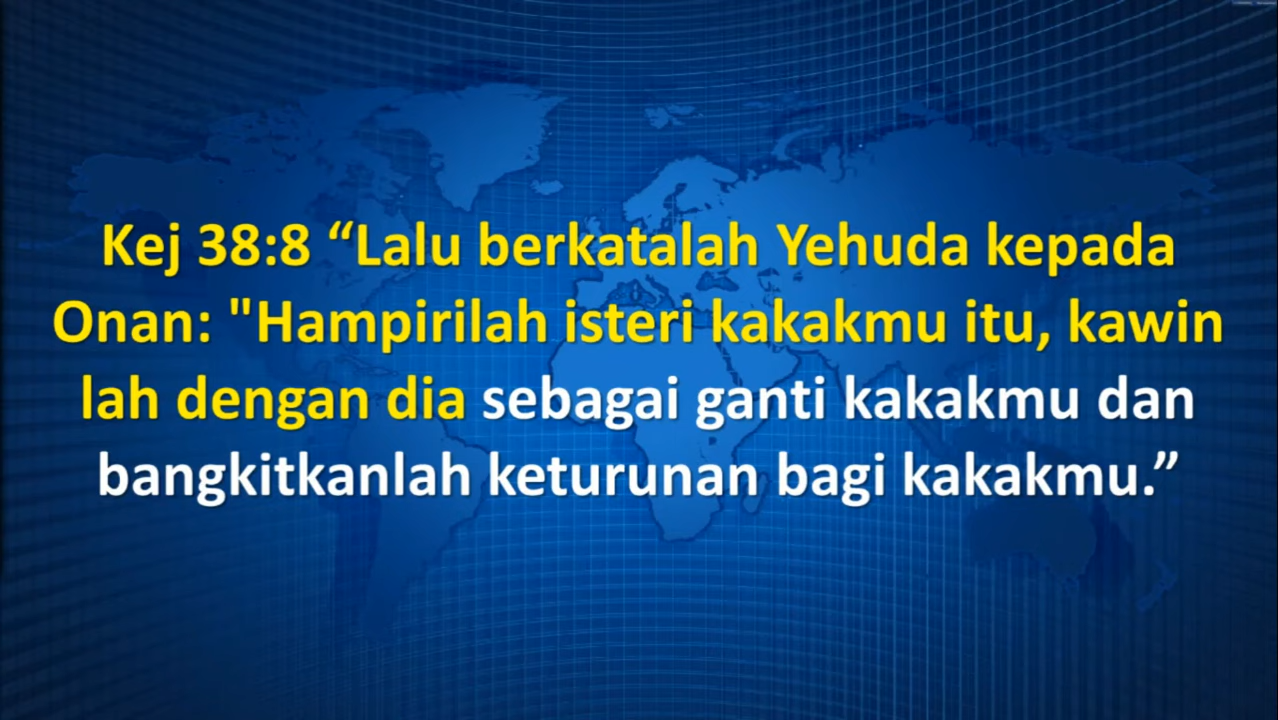 Kej 38:8 “Lalu berkatalah Yehuda kepada
Onan: "Hampirilah isteri kakakmu itu, kawin
lah dengan dia sebagai ganti kakakmu dan
bangkitkanlah keturunan bagi kakakmu.”